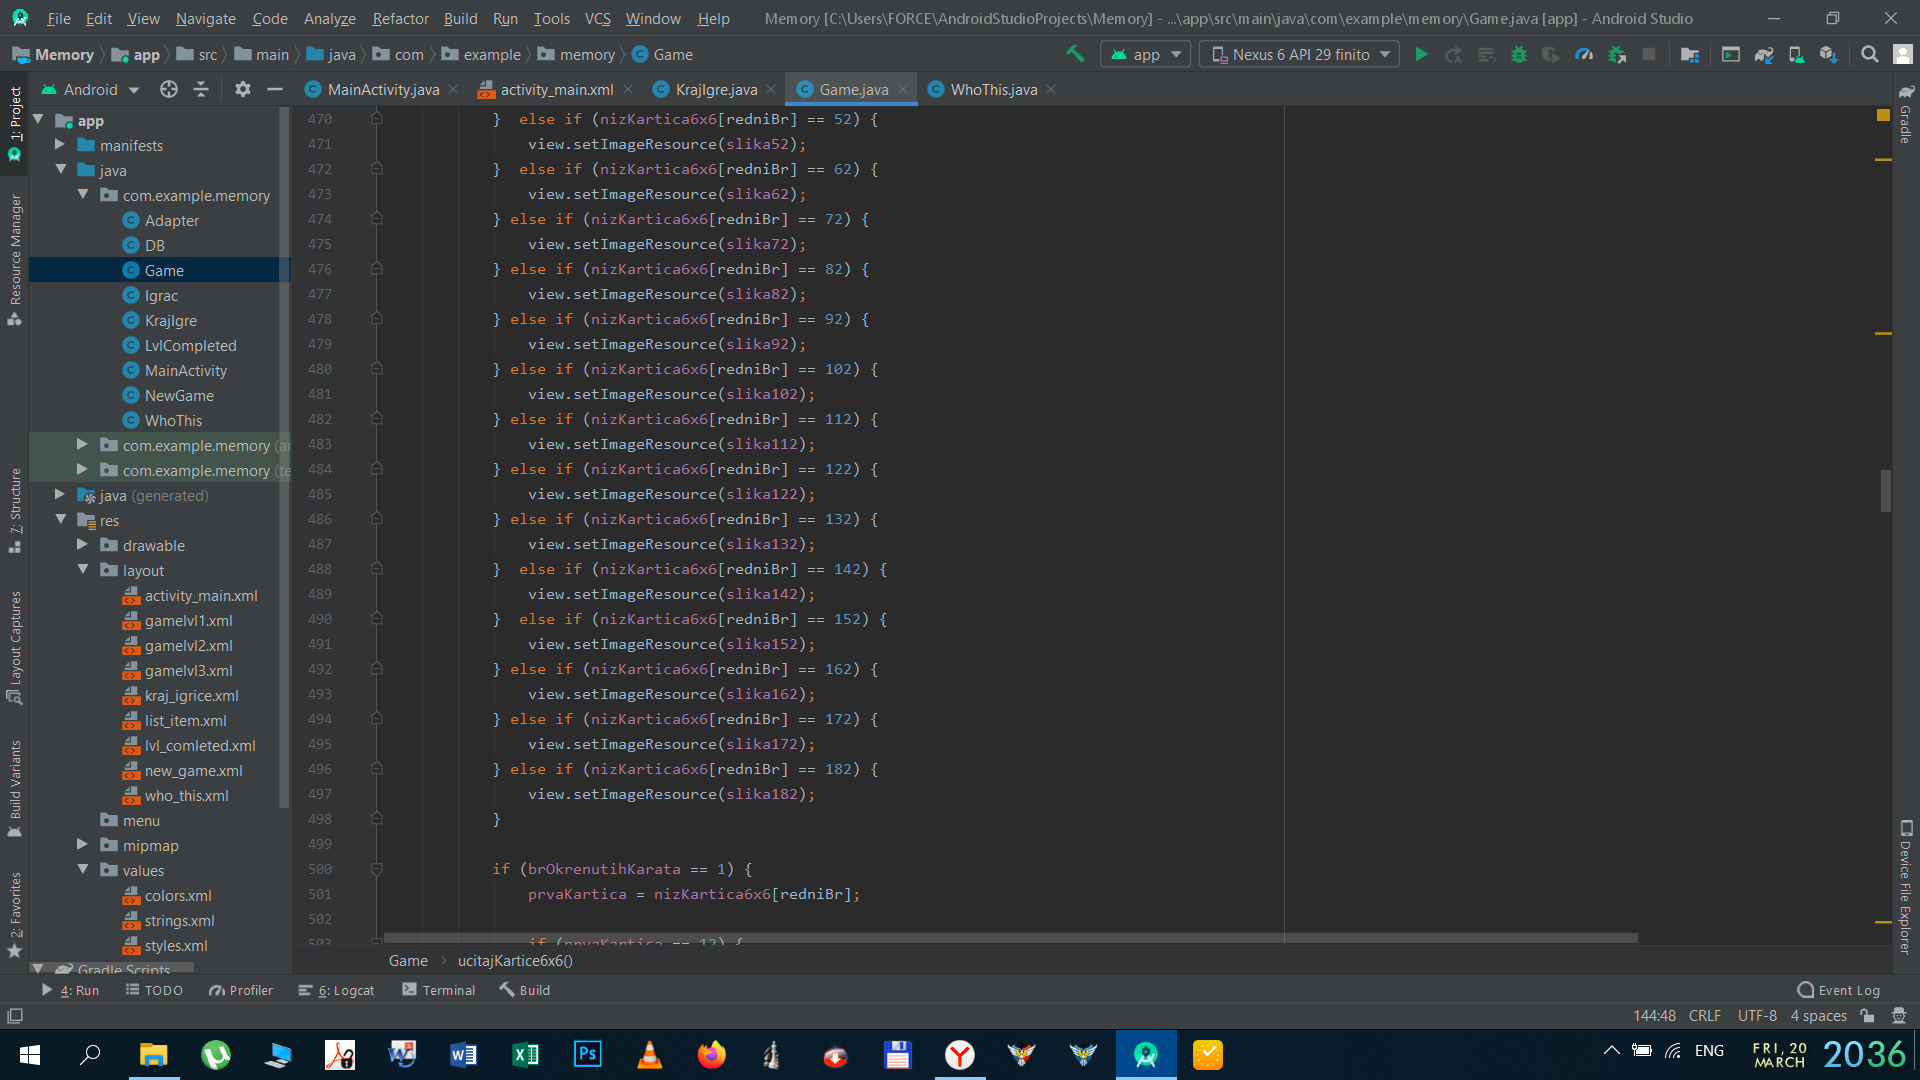 File Edit View Navigate Code Analyze Refactor Build Run Tools VCS Window Help Memory [C:\Users\FORCE\AndroidStudioProjects\Memory] - ...\app\src\main\java\com\example\memory\Game.java [app] - Android Studio
Memory app src main java com example memory Game app Nexus 6 API 29 finito
Android MainActivity.java activity_main.xml KrajIgre.java Game.java WhoThis.java
1: Project
Resource Manager
7: Structure
Layout Captures
Build Variants
2: Favorites
app
manifests
java
com.example.memory
Adapter
DB
Game
Igrac
KrajIgre
LvlCompleted
MainActivity
NewGame
WhoThis
com.example.memory
com.example.memory (te
java (generated)
res
drawable
layout
activity_main.xml
gamelvl1.xml
gamelvl2.xml
gamelvl3.xml
kraj_igrice.xml
list_item.xml
lvl_comleted.xml
new_game.xml
who_this.xml
menu
mipmap
values
colors.xml
strings.xml
styles.xml
Gradle Scripts
470 } else if (nizKartica6x6[redniBr] == 52) {
471 view.setImageResource(slika52);
472 } else if (nizKartica6x6[redniBr] == 62) {
473 view.setImageResource(slika62);
474 } else if (nizKartica6x6[redniBr] == 72) {
475 view.setImageResource(slika72);
476 } else if (nizKartica6x6[redniBr] == 82) {
477 view.setImageResource(slika82);
478 } else if (nizKartica6x6[redniBr] == 92) {
479 view.setImageResource(slika92);
480 } else if (nizKartica6x6[redniBr] == 102) {
481 view.setImageResource(slika102);
482 } else if (nizKartica6x6[redniBr] == 112) {
483 view.setImageResource(slika112);
484 } else if (nizKartica6x6[redniBr] == 122) {
485 view.setImageResource(slika122);
486 } else if (nizKartica6x6[redniBr] == 132) {
487 view.setImageResource(slika132);
488 } else if (nizKartica6x6[redniBr] == 142) {
489 view.setImageResource(slika142);
490 } else if (nizKartica6x6[redniBr] == 152) {
491 view.setImageResource(slika152);
492 } else if (nizKartica6x6[redniBr] == 162) {
493 view.setImageResource(slika162);
494 } else if (nizKartica6x6[redniBr] == 172) {
495 view.setImageResource(slika172);
496 } else if (nizKartica6x6[redniBr] == 182) {
497 view.setImageResource(slika182);
498 }
499
500 if (brOkrenutihKarata == 1) {
501 prvaKartica = nizKartica6x6[redniBr];
502
503 if (prvaKartica == 12) {
Game ucitajKartice6x6()
Gradle
Device File Explorer
4: Run TODO Profiler 6: Logcat Terminal Build Event Log
144:48 CRLF UTF-8 4 spaces
ENG FRI, 20 MARCH 2036